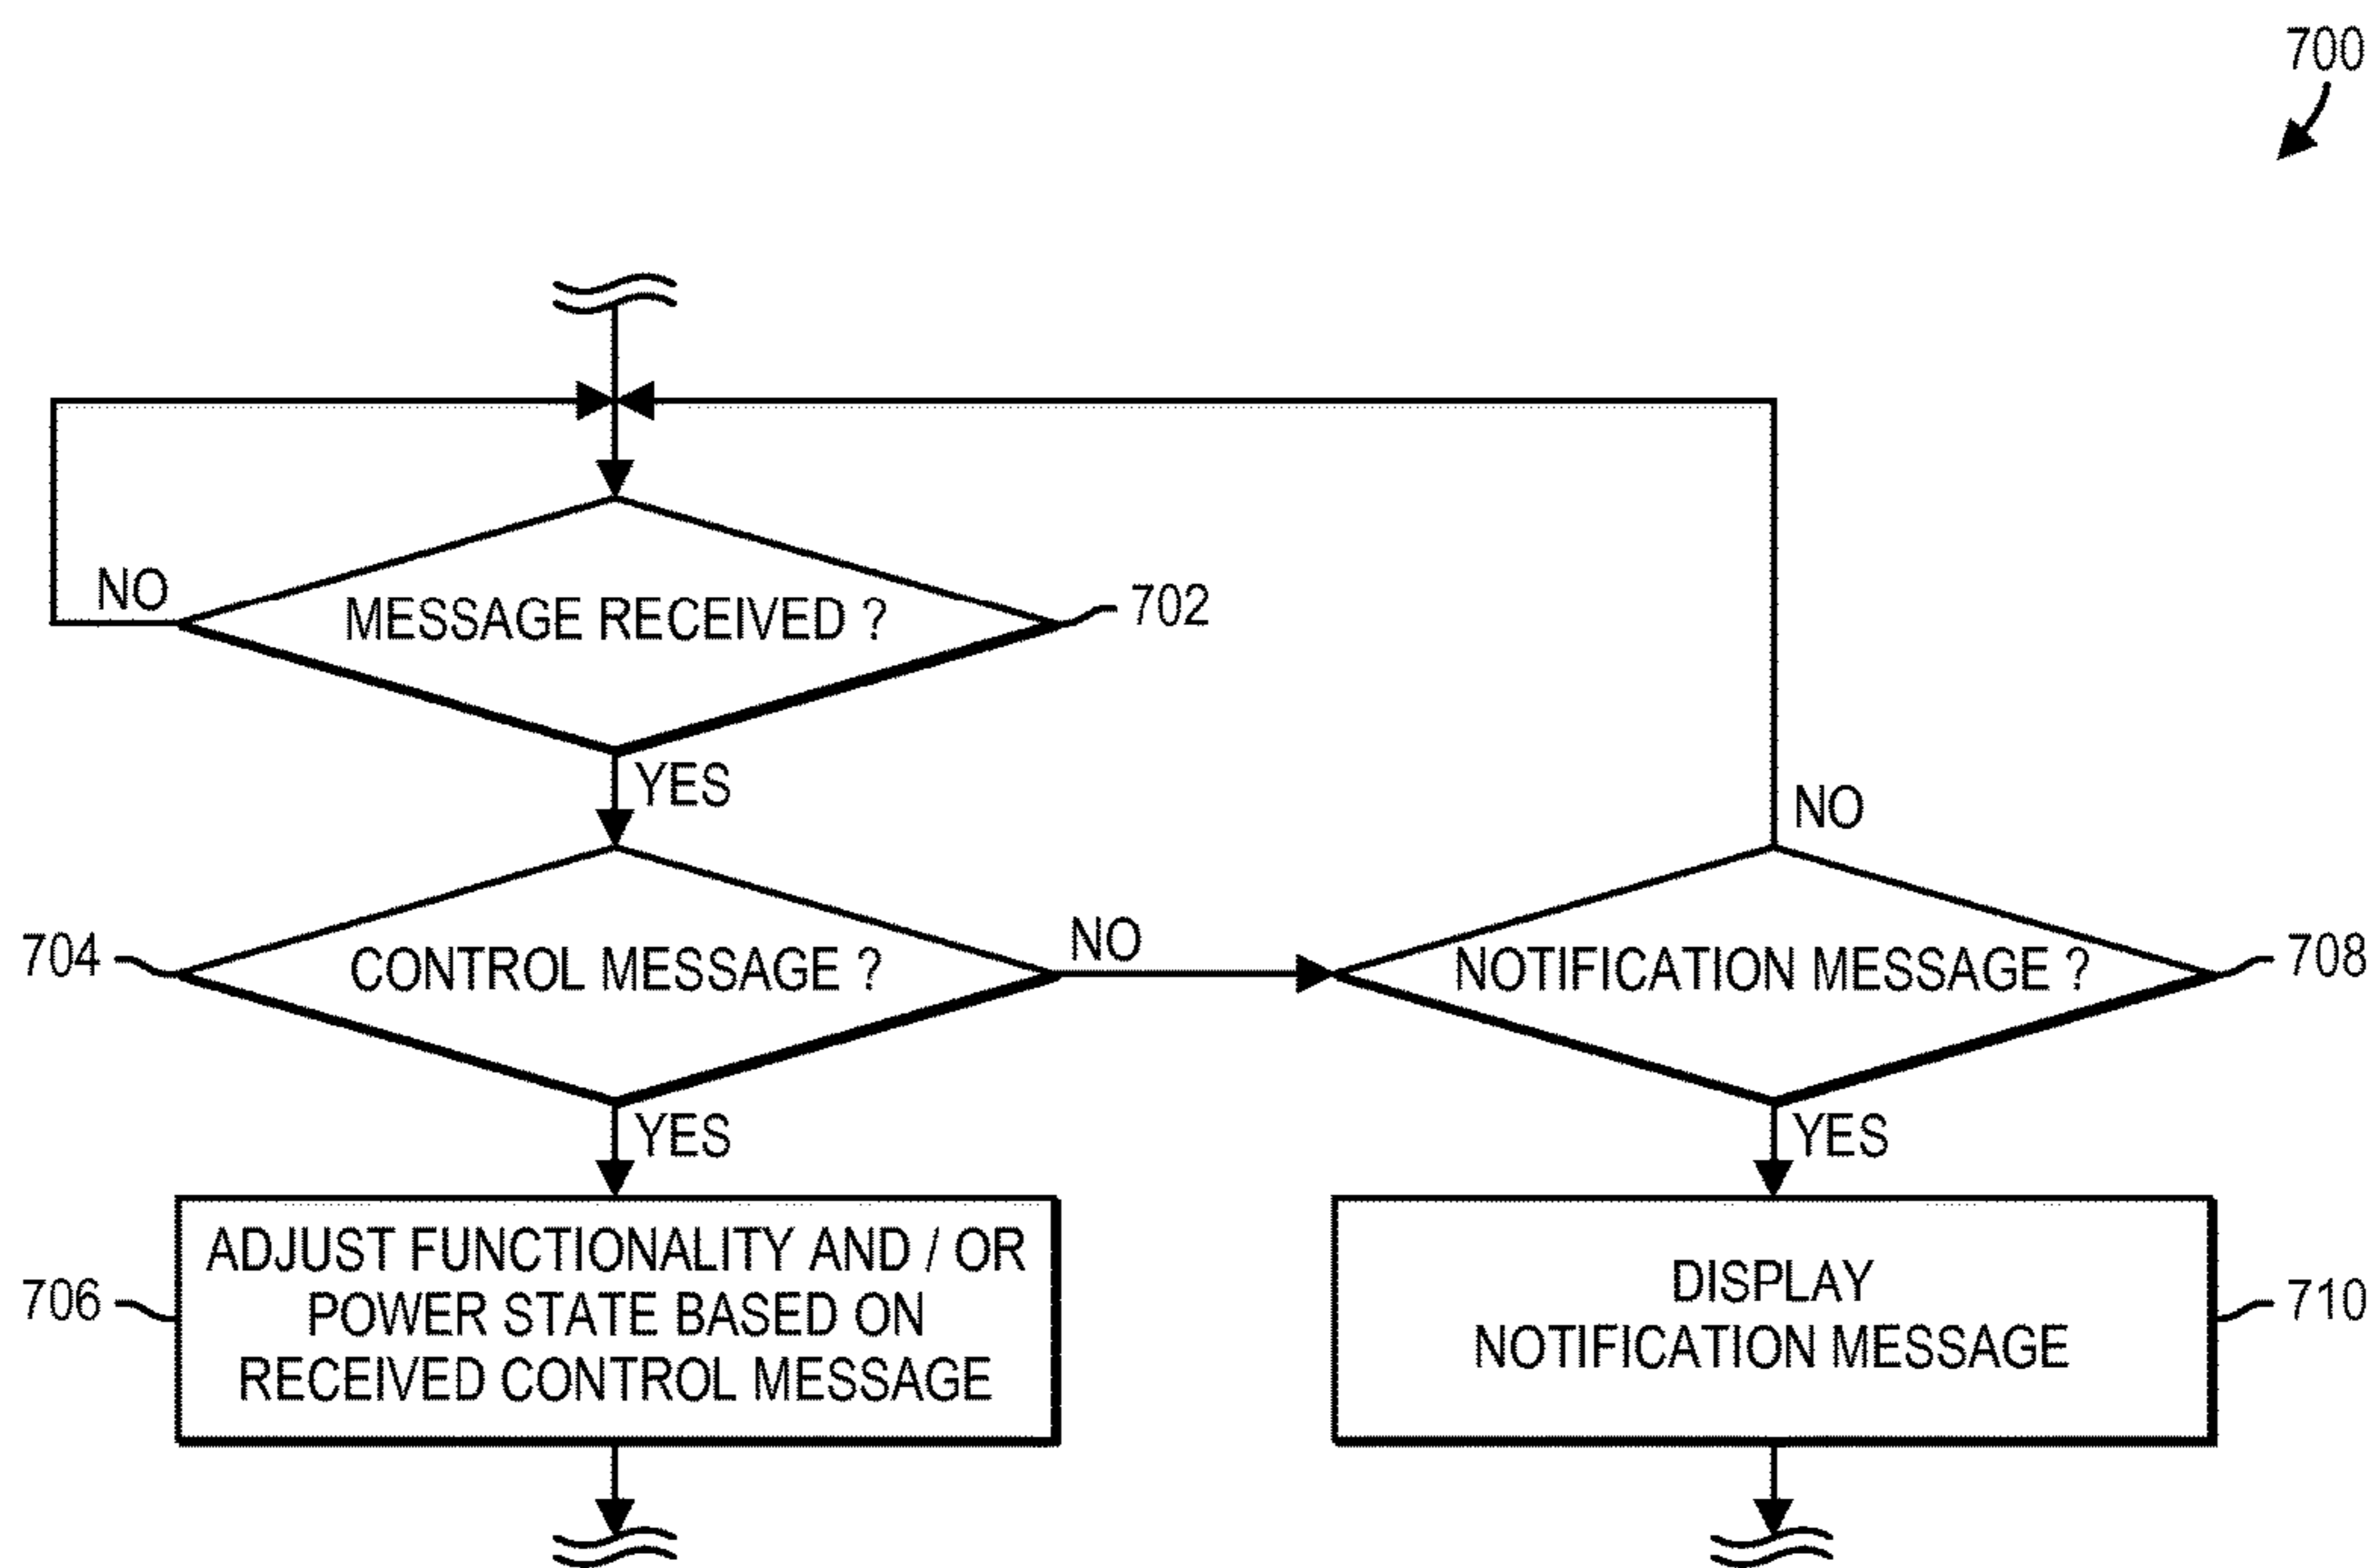 700
NO
MESSAGE RECEIVED ?
702
YES
NO
704
CONTROL MESSAGE ?
NO
NOTIFICATION MESSAGE ?
708
YES
YES
706
ADJUST FUNCTIONALITY AND / OR
POWER STATE BASED ON
RECEIVED CONTROL MESSAGE
DISPLAY
NOTIFICATION MESSAGE
710